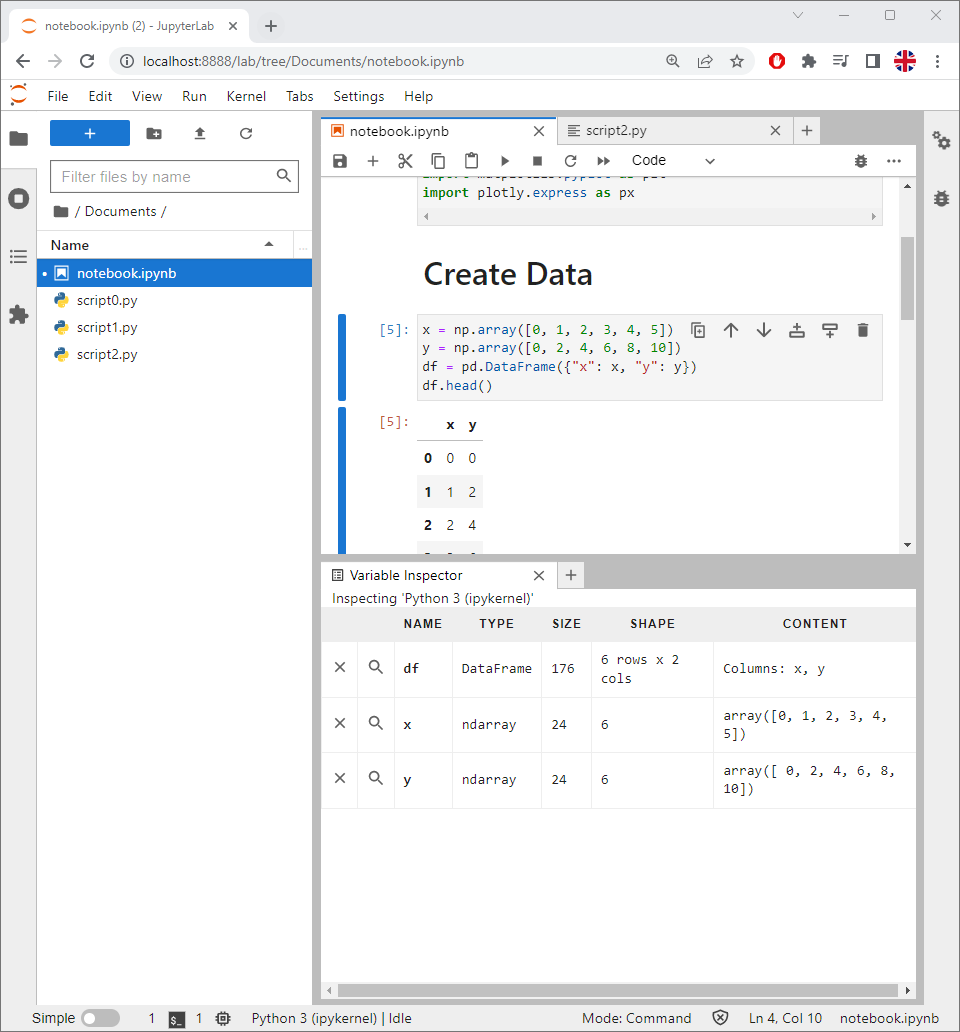 notebook.ipynb (2) - JupyterLab
localhost:8888/lab/tree/Documents/notebook.ipynb
File Edit View Run Kernel Tabs Settings Help
Filter files by name
/ Documents /
Name
...
notebook.ipynb
script0.py
script1.py
script2.py
notebook.ipynb
script2.py
Code
import matplotlib.pyplot as plt
import plotly.express as px
Create Data
[5]:
x = np.array([0, 1, 2, 3, 4, 5])
y = np.array([0, 2, 4, 6, 8, 10])
df = pd.DataFrame({"x": x, "y": y})
df.head()
[5]:
x y
0 0 0
1 1 2
2 2 4
Variable Inspector
Inspecting 'Python 3 (ipykernel)'
NAME TYPE SIZE SHAPE CONTENT
df DataFrame 176 6 rows x 2
cols
Columns: x, y
x ndarray 24 6 array([0, 1, 2, 3, 4,
5])
y ndarray 24 6 array([ 0, 2, 4, 6, 8,
10])
Simple 1 $_ 1 Python 3 (ipykernel) | Idle Mode: Command Ln 4, Col 10 notebook.ipynb